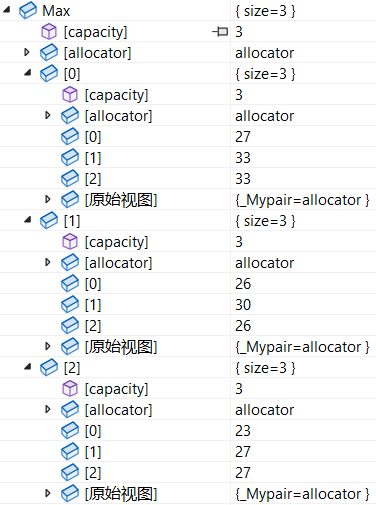 Max { size=3 }
[capacity] 3
[allocator] allocator
[0] { size=3 }
[capacity] 3
[allocator] allocator
[0] 27
[1] 33
[2] 33
[原始视图] {_Mypair=allocator }
[1] { size=3 }
[capacity] 3
[allocator] allocator
[0] 26
[1] 30
[2] 26
[原始视图] {_Mypair=allocator }
[2] { size=3 }
[capacity] 3
[allocator] allocator
[0] 23
[1] 27
[2] 27
[原始视图] {_Mypair=allocator }